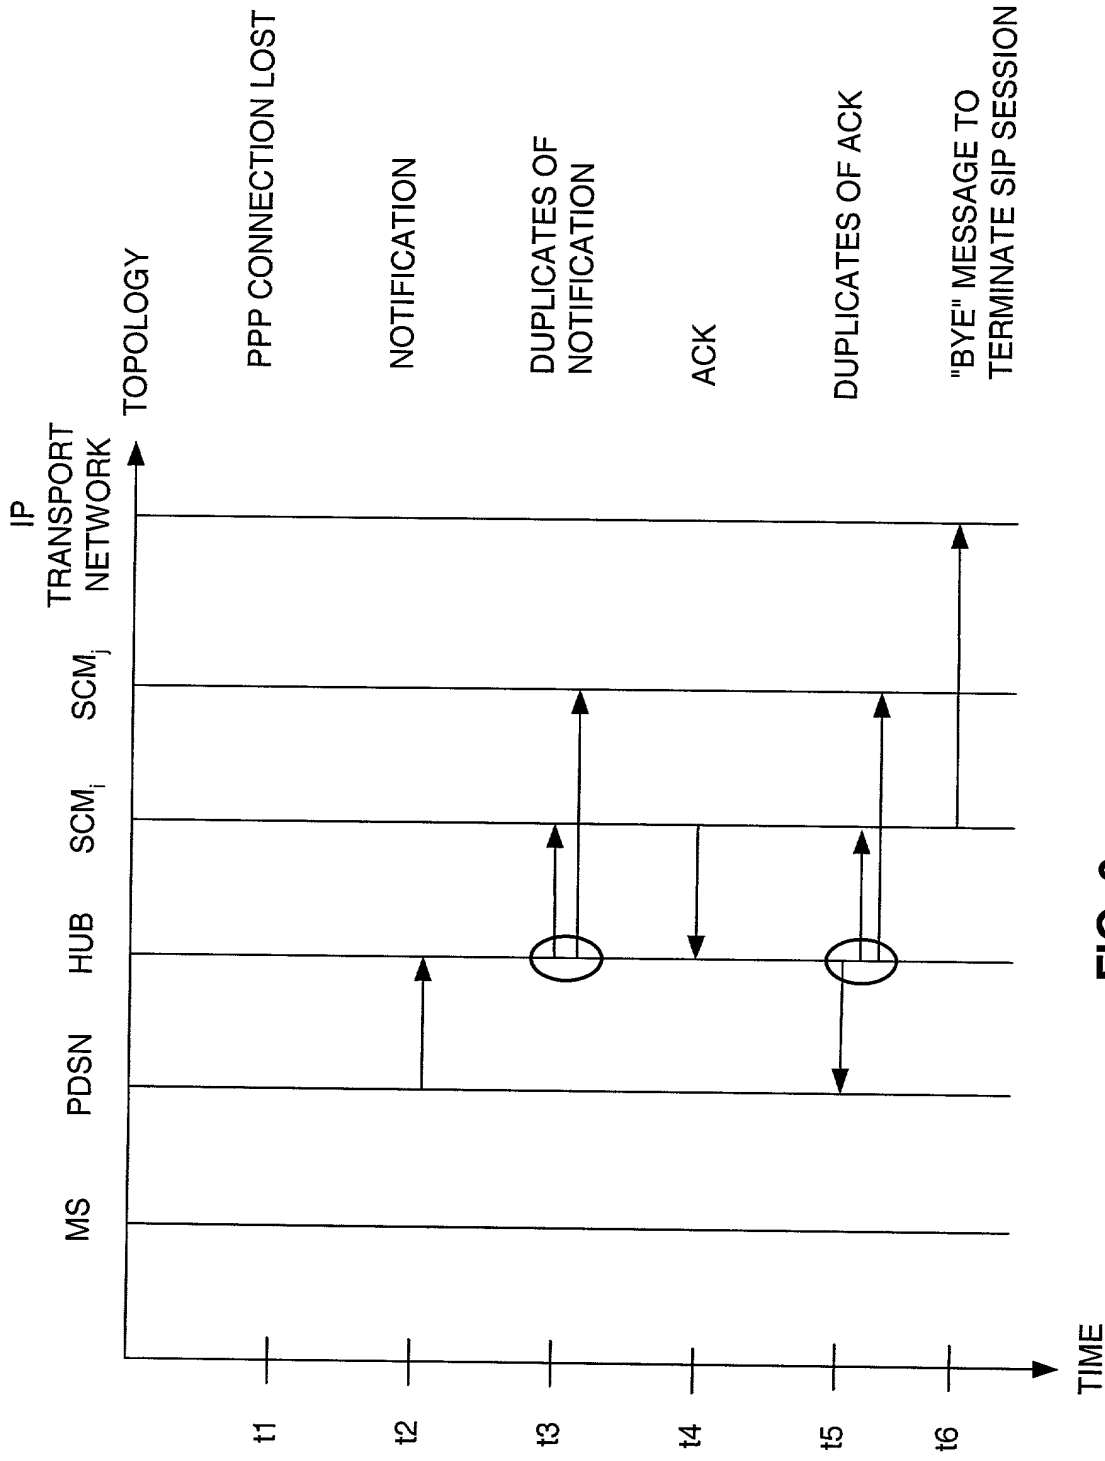 TOPOLOGY
MS
PDSN
HUB
SCMi
SCMj
IP
TRANSPORT
NETWORK
t1
PPP CONNECTION LOST
t2
NOTIFICATION
t3
DUPLICATES OF
NOTIFICATION
t4
ACK
t5
DUPLICATES OF ACK
t6
"BYE" MESSAGE TO
TERMINATE SIP SESSION
TIME